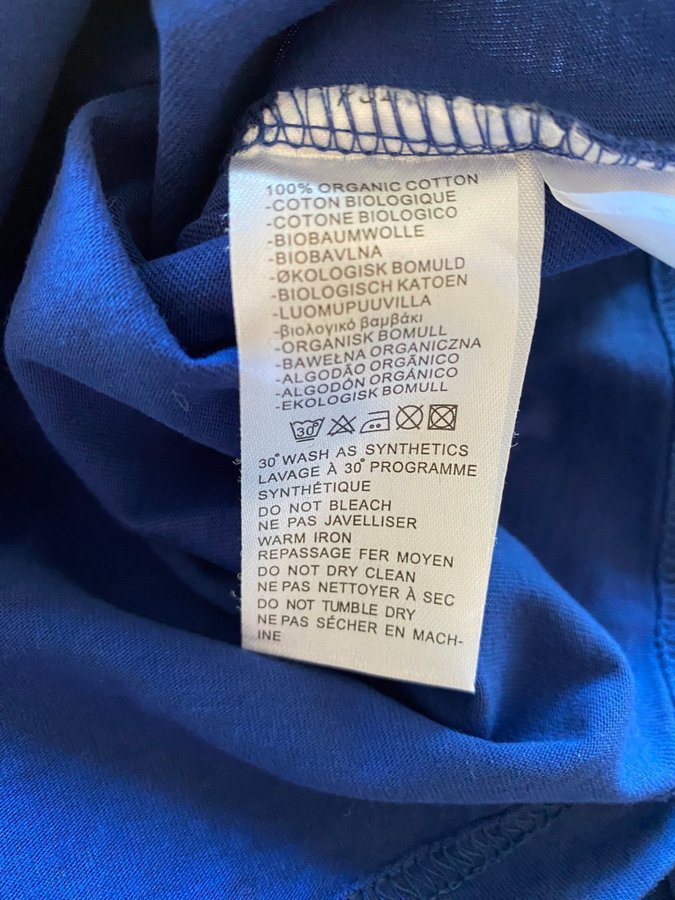 100% ORGANIC COTTON
-COTON BIOLOGIQUE
-COTONE BIOLOGICO
-BIOBAUMWOLLE
-BIOBAVLNA
-ØKOLOGISK BOMULD
-BIOLOGISCH KATOEN
-LUOMUPUUVILLA
-βιολογικό βαμβάκι
-ORGANISK BOMULL
-BAWEŁNA ORGANICZNA
-ALGODÃO ORGÂNICO
-ALGODÓN ORGÁNICO
-EKOLOGISK BOMULL
30°
30°WASH AS SYNTHETICS
LAVAGE À 30° PROGRAMME
SYNTHÉTIQUE
DO NOT BLEACH
NE PAS JAVELLISER
WARM IRON
REPASSAGE FER MOYEN
DO NOT DRY CLEAN
NE PAS NETTOYER À SEC
DO NOT TUMBLE DRY
NE PAS SÉCHER EN MACH-
INE